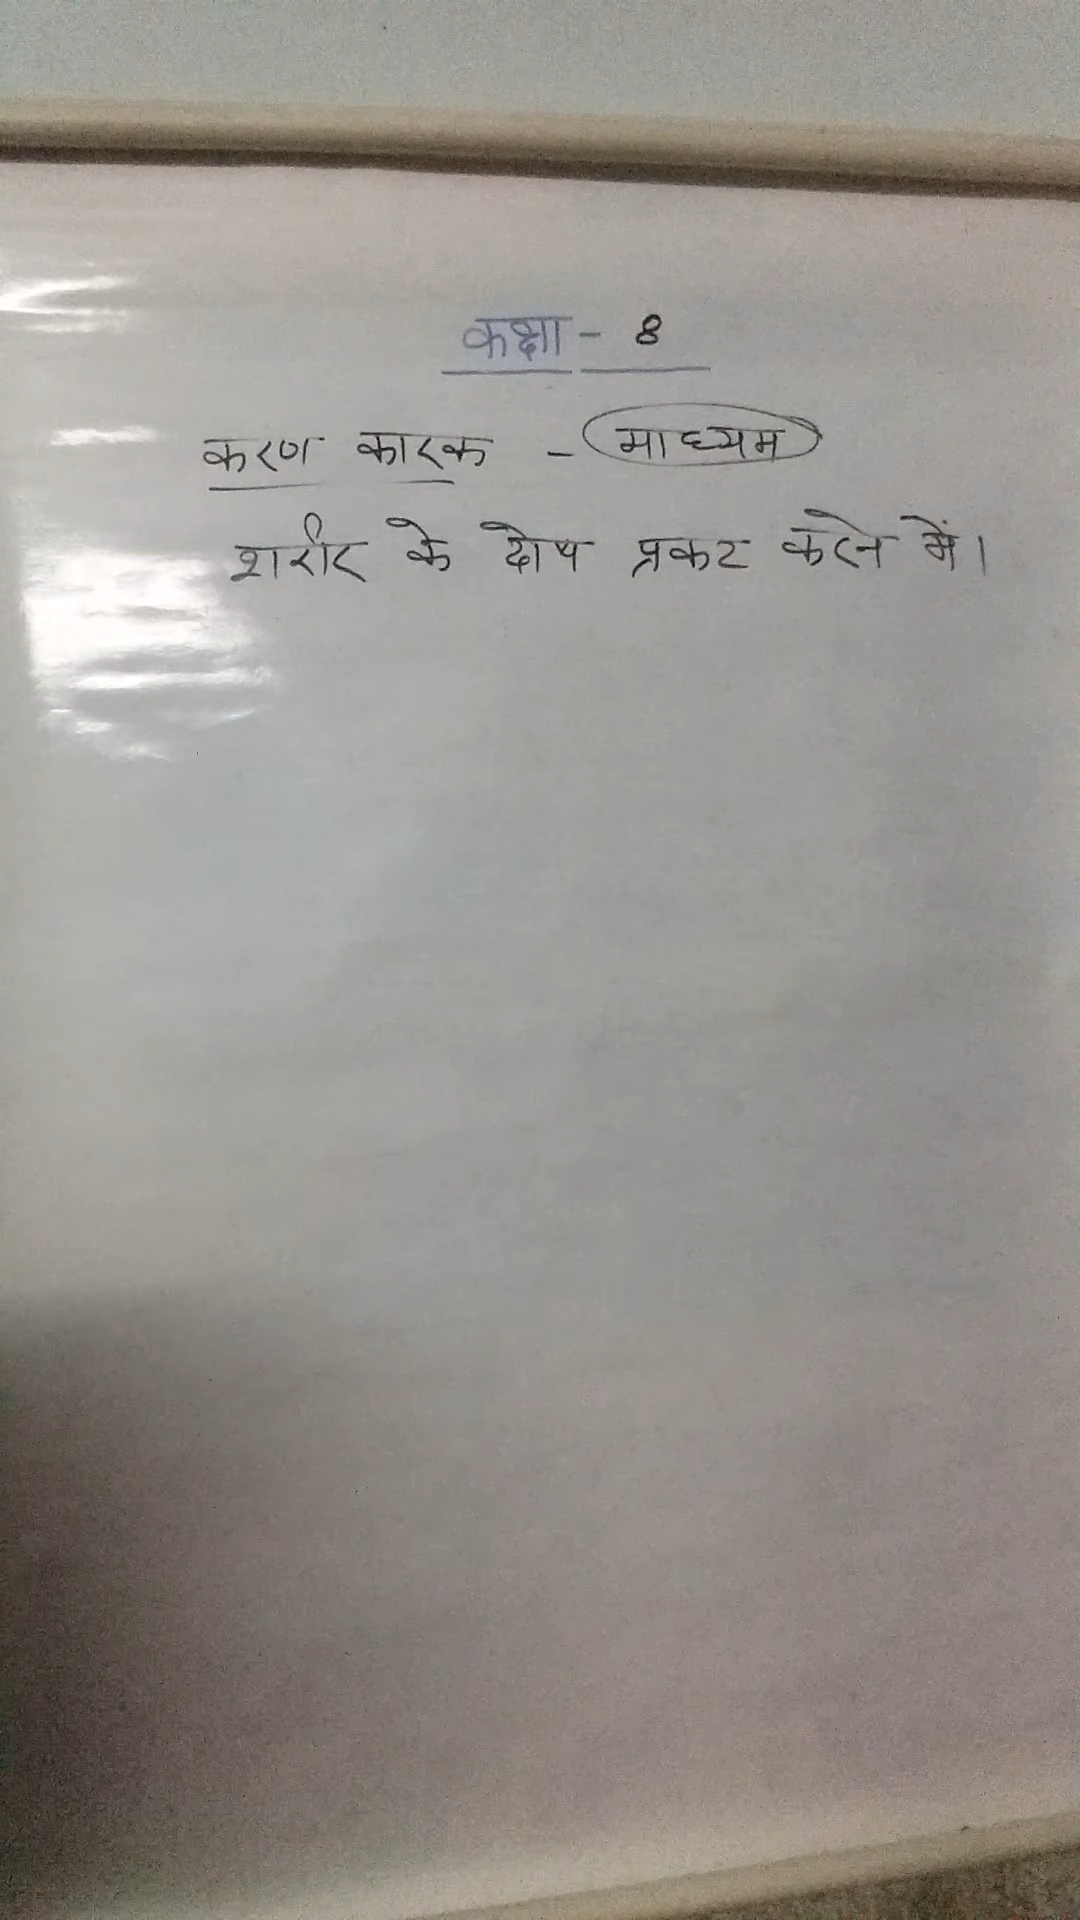 कक्षा - 8
करण कारक - माध्यम
शरीर के दोष प्रकट करने में।